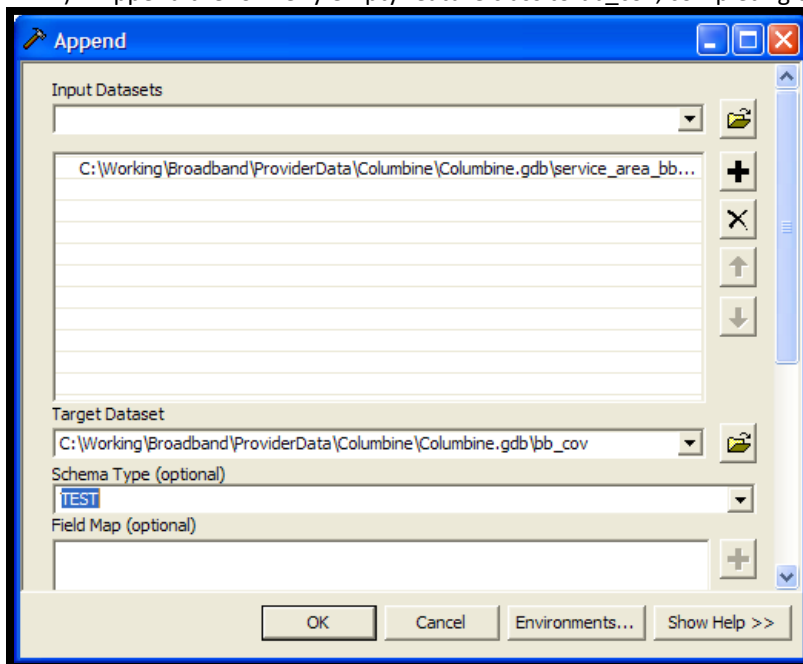 Append
Input Datasets
C:\Working\Broadband\ProviderData\Columbine\Columbine.gdb\service_area_bb...
Target Dataset
C:\Working\Broadband\ProviderData\Columbine\Columbine.gdb\bb_cov
Schema Type (optional)
TEST
Field Map (optional)
OK Cancel Environments... Show Help >>